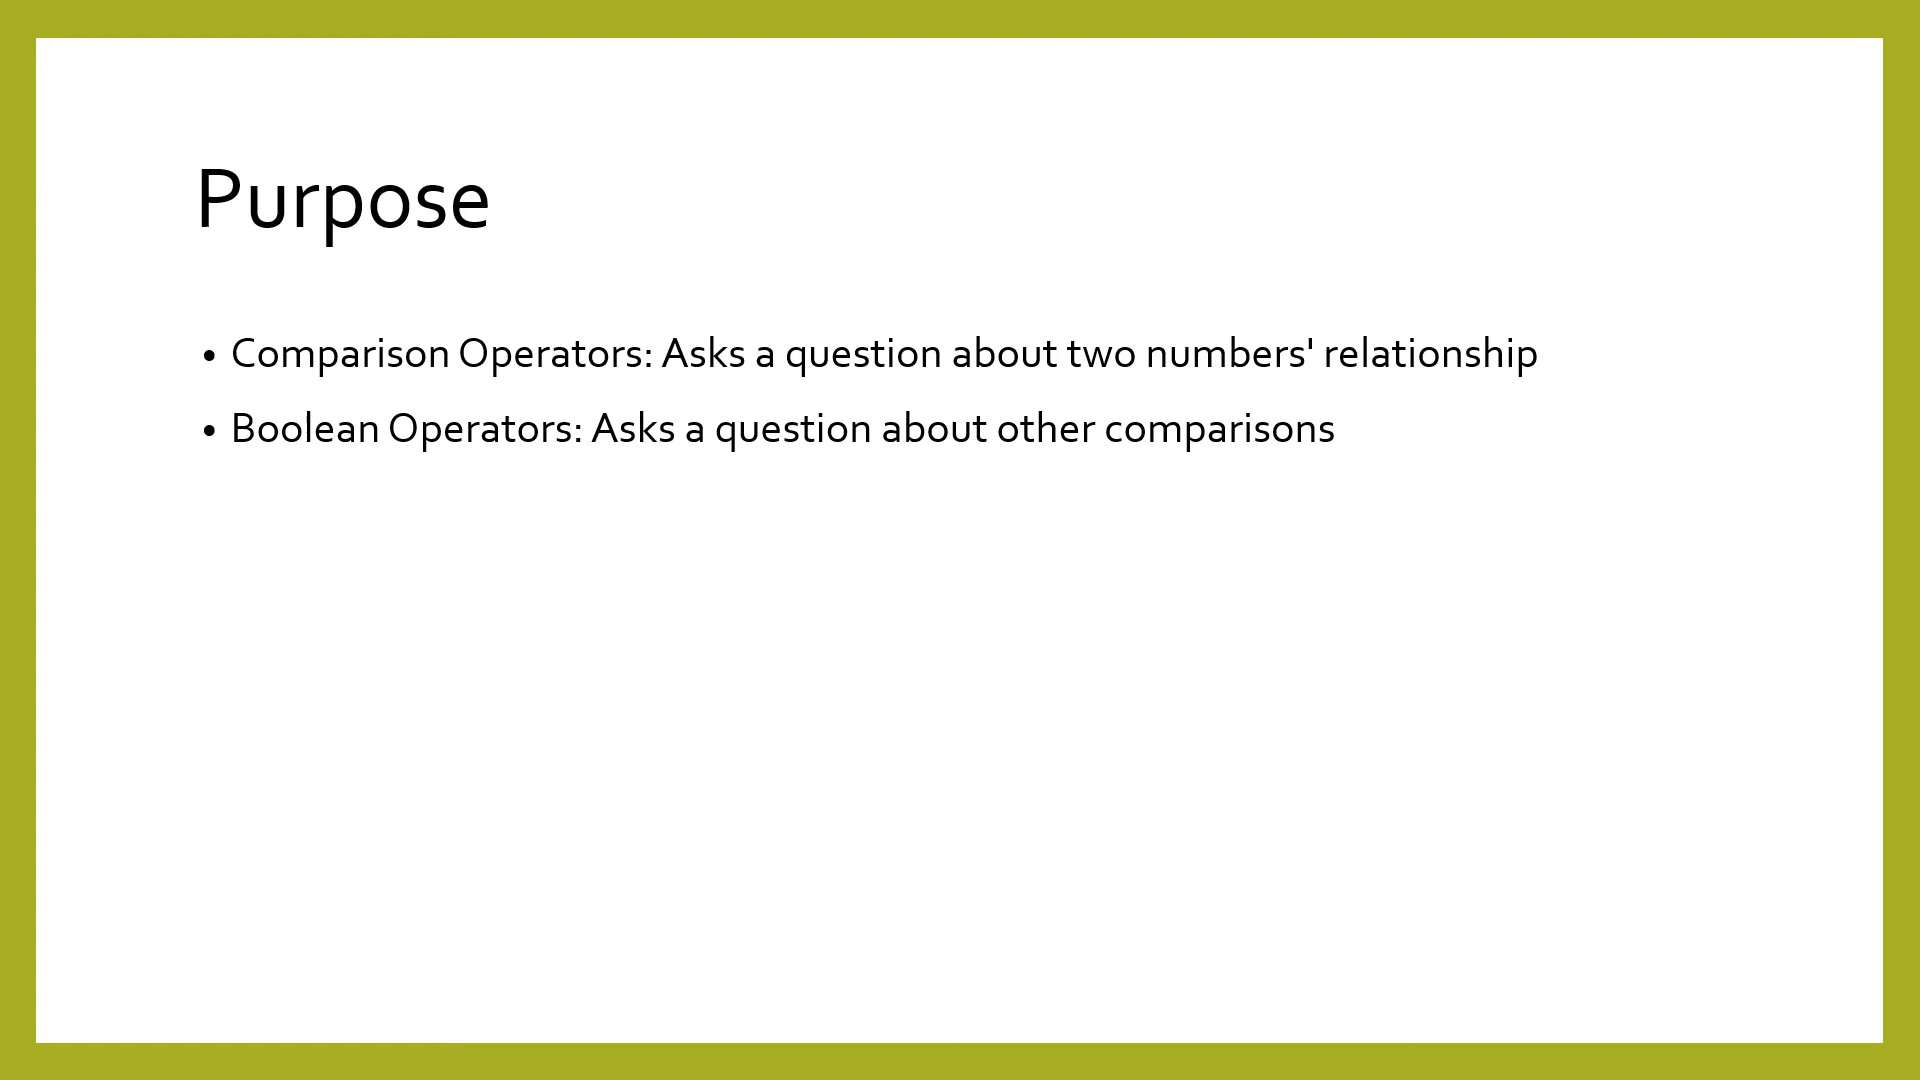 Purpose
• Comparison Operators: Asks a question about two numbers' relationship
• Boolean Operators: Asks a question about other comparisons